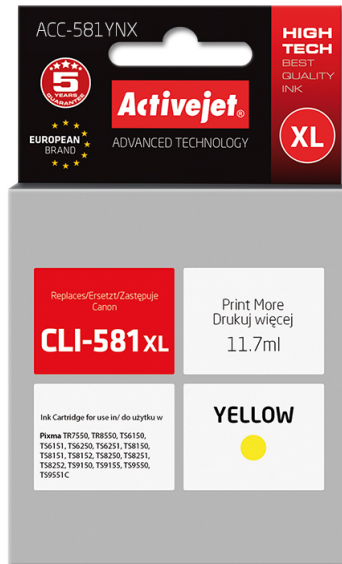 ACC-581YNX
HIGH
TECH
BEST
QUALITY
INK
5
YEARS
GUARANTEE
Activejet®
EUROPEAN
BRAND
ADVANCED TECHNOLOGY
XL
Replaces/Ersetzt/Zastępuje
Canon
CLI-581XL
Print More
Drukuj więcej
11.7ml
Ink Cartridge for use in/ do użytku w
Pixma TR7550, TR8550, TS6150,
TS6151, TS6250, TS6251, TS8150,
TS8151, TS8152, TS8250, TS8251,
TS8252, TS9150, TS9155, TS9550,
TS9551C
YELLOW